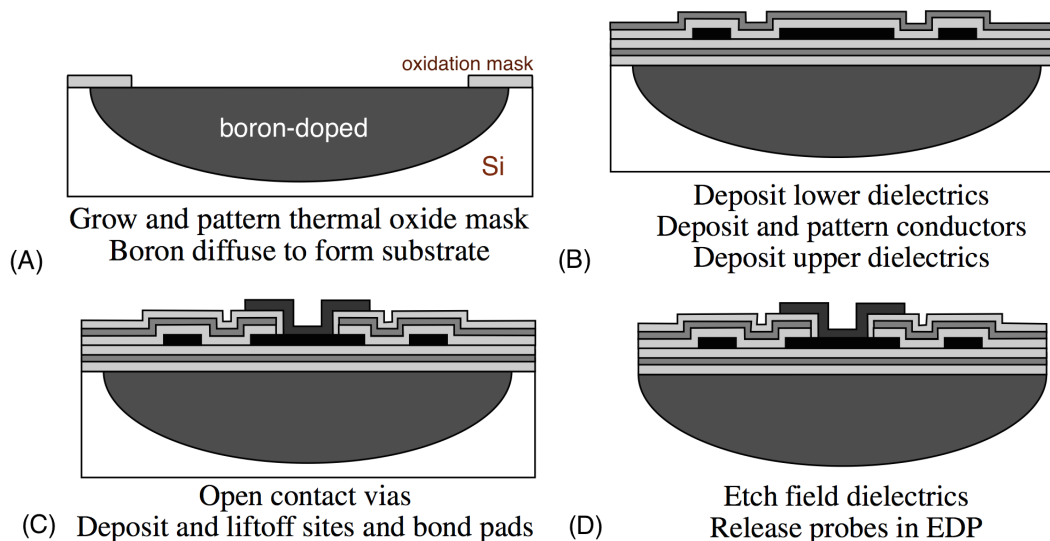 oxidation mask
boron-doped
Si
Grow and pattern thermal oxide mask
Boron diffuse to form substrate
(A)
Deposit lower dielectrics
Deposit and pattern conductors
Deposit upper dielectrics
(B)
Open contact vias
Deposit and liftoff sites and bond pads
(C)
Etch field dielectrics
Release probes in EDP
(D)